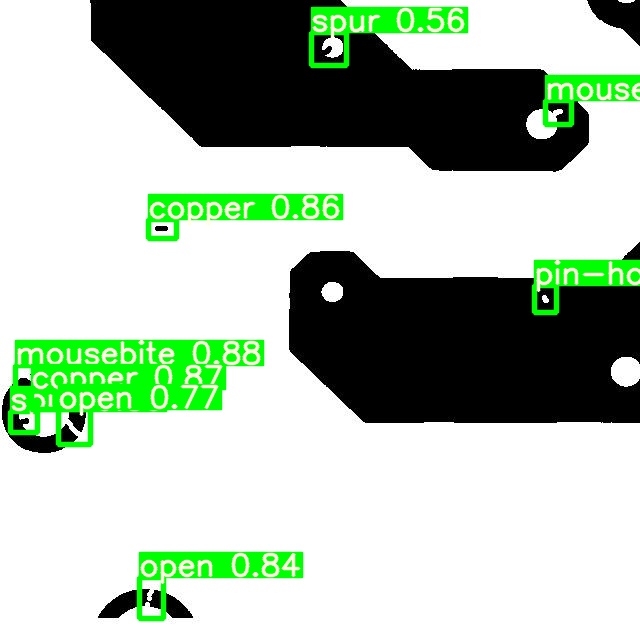 spur 0.56
mouse
copper 0.86
pin-ho
mousebite 0.88
copper 0.87
open 0.77
open 0.84